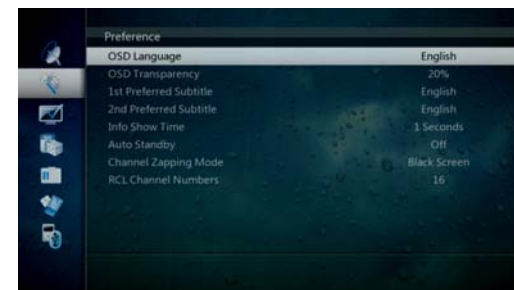 Preference
OSD Language English
OSD Transparency 20%
1st Preferred Subtitle English
2nd Preferred Subtitle English
Info Show Time 1 Seconds
Auto Standby Off
Channel Zapping Mode Black Screen
RCL Channel Numbers 16